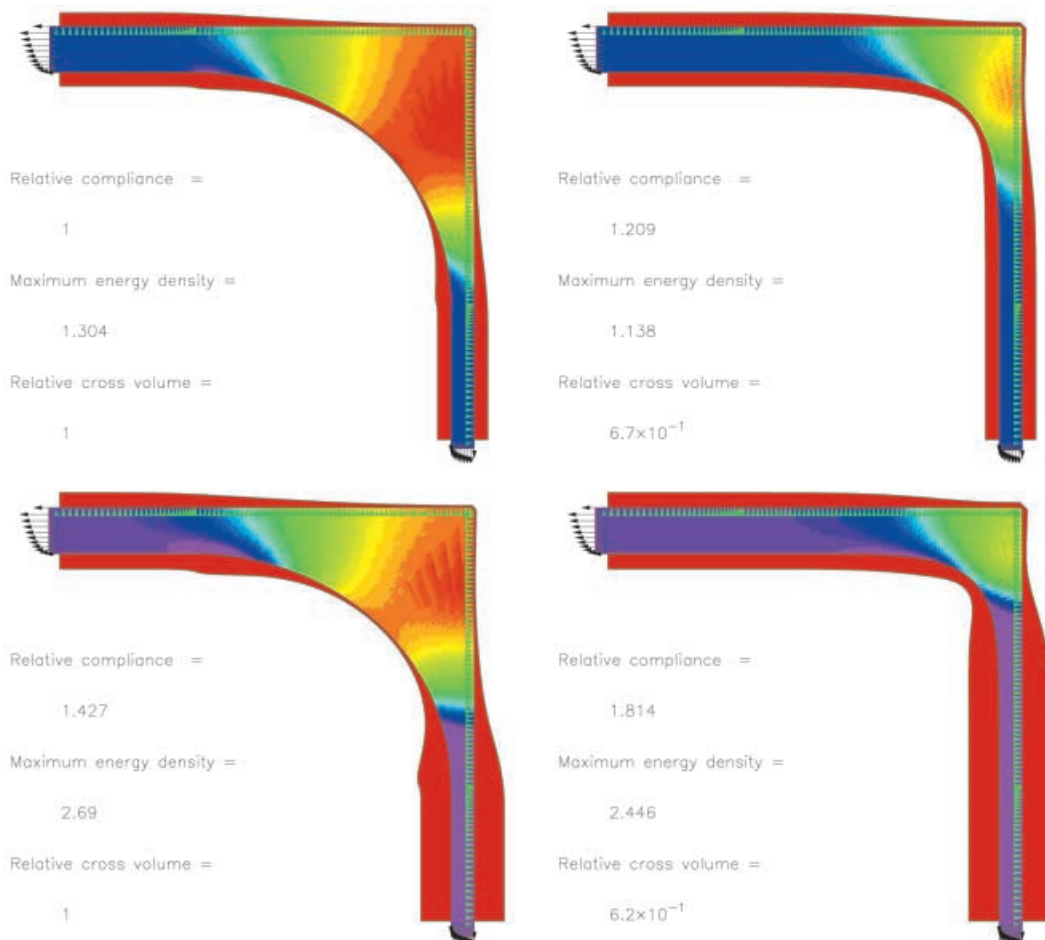 Relative compliance =
1
Maximum energy density =
1.304
Relative cross volume =
1
Relative compliance =
1.209
Maximum energy density =
1.138
Relative cross volume =
6.7×10⁻¹
Relative compliance =
1.427
Maximum energy density =
2.69
Relative cross volume =
1
Relative compliance =
1.814
Maximum energy density =
2.446
Relative cross volume =
6.2×10⁻¹